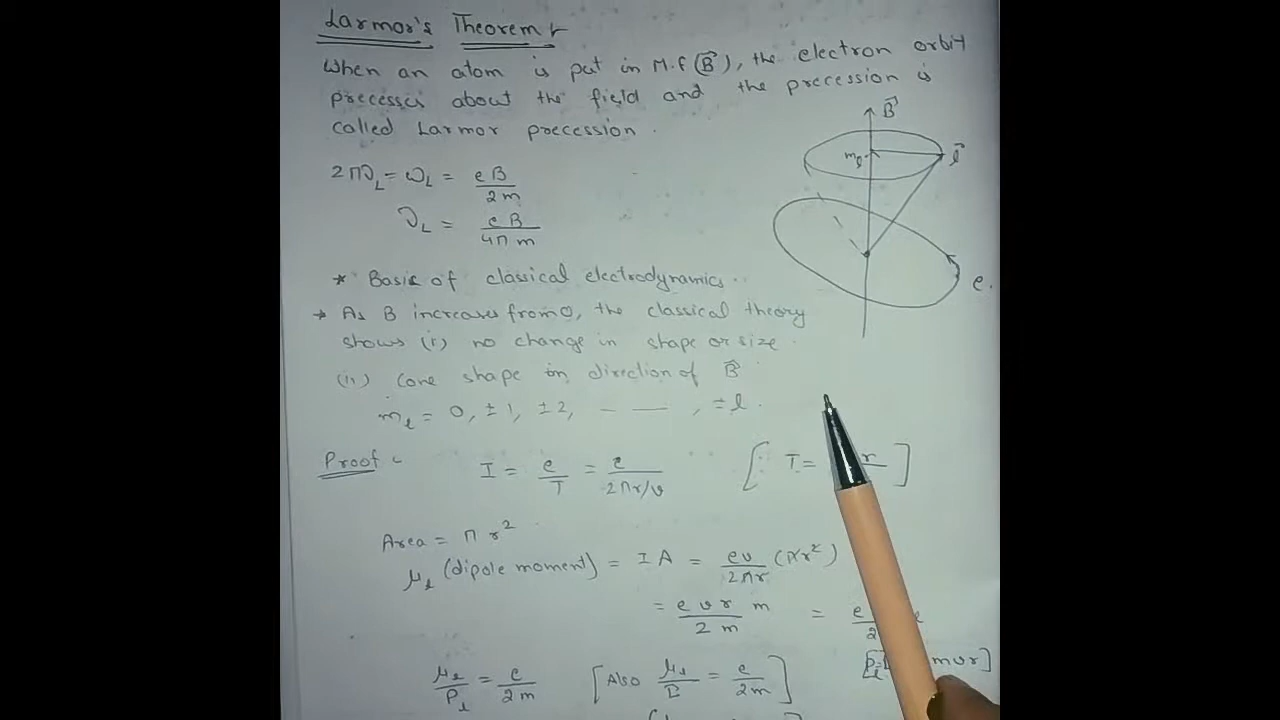 Larmor's Theorem
When an atom is put in M.f (B⃗), the electron orbit
precesses about the field and the precession is
called Larmor precession.
B⃗
m_l
l⃗
e.
2πν_L = ω_L = eB/2m
ν_L = eB/4πm
* Basis of classical electrodynamics.
* As B increases from 0, the classical theory
shows (i) no change in shape or size.
(ii) Cone shape in direction of B⃗
m_l = 0, ±1, ±2, - — , ±l.
Proof: I = e/T = e/2πr/v [ T = r ]
Area = πr²
μ_l (dipole moment) = IA = ev/2πr (πr²)
= evr m/2m = e/2
[P_l mvr]
μ_l/P_l = e/2m [Also = e/2m]